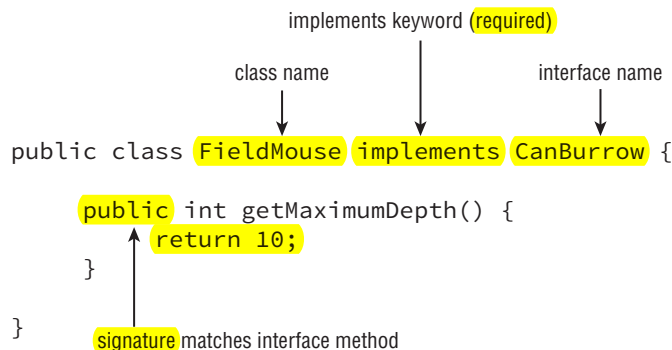 implements keyword (required)
class name
interface name
public class FieldMouse implements CanBurrow {
public int getMaximumDepth() {
return 10;
}
}
signature matches interface method